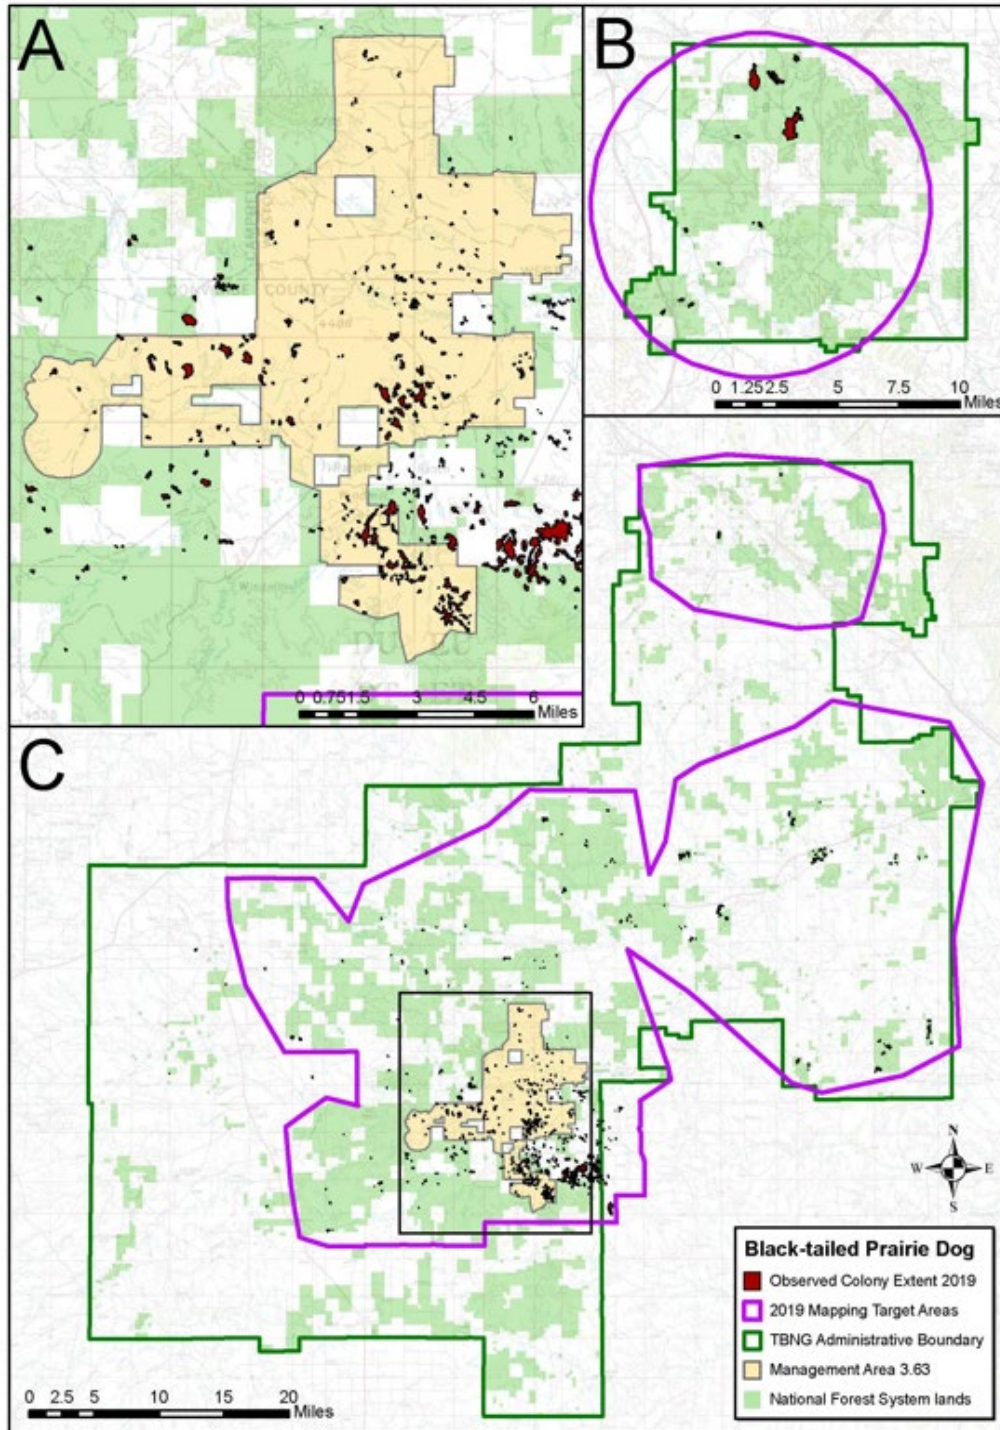 A
CONVERSE COUNTY
0 0.75 1.5 3 4.5 6
Miles
B
0 1.25 2.5 5 7.5 10
Miles
C
N
W E
S
Black-tailed Prairie Dog
Observed Colony Extent 2019
2019 Mapping Target Areas
TBNG Administrative Boundary
Management Area 3.63
National Forest System lands
0 2.5 5 10 15 20
Miles